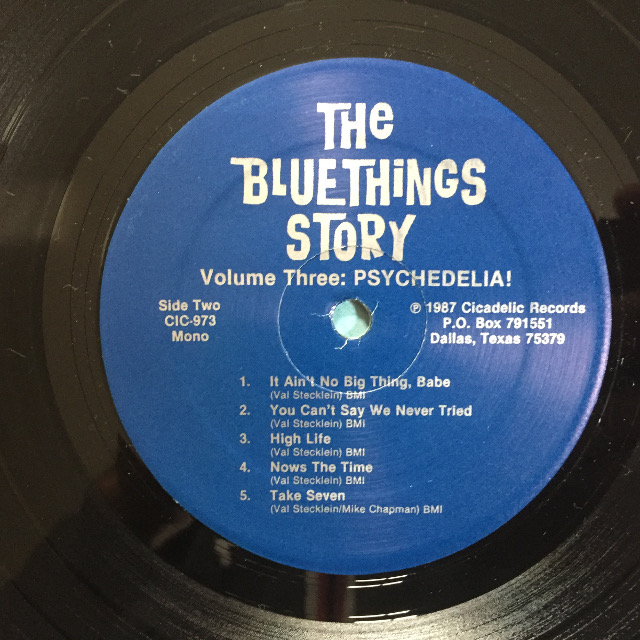 THe
BLUETHiNGS
STORY
Volume Three: PSYCHEDELIA!
Side Two
CIC-973
Mono
℗ 1987 Cicadelic Records
P.O. Box 791551
Dallas, Texas 75379
1. It Ain't No Big Thing, Babe
(Val Stecklein) BMI
2. You Can't Say We Never Tried
(Val Stecklein) BMI
3. High Life
(Val Stecklein) BMI
4. Nows The Time
(Val Stecklein) BMI
5. Take Seven
(Val Stecklein/Mike Chapman) BMI